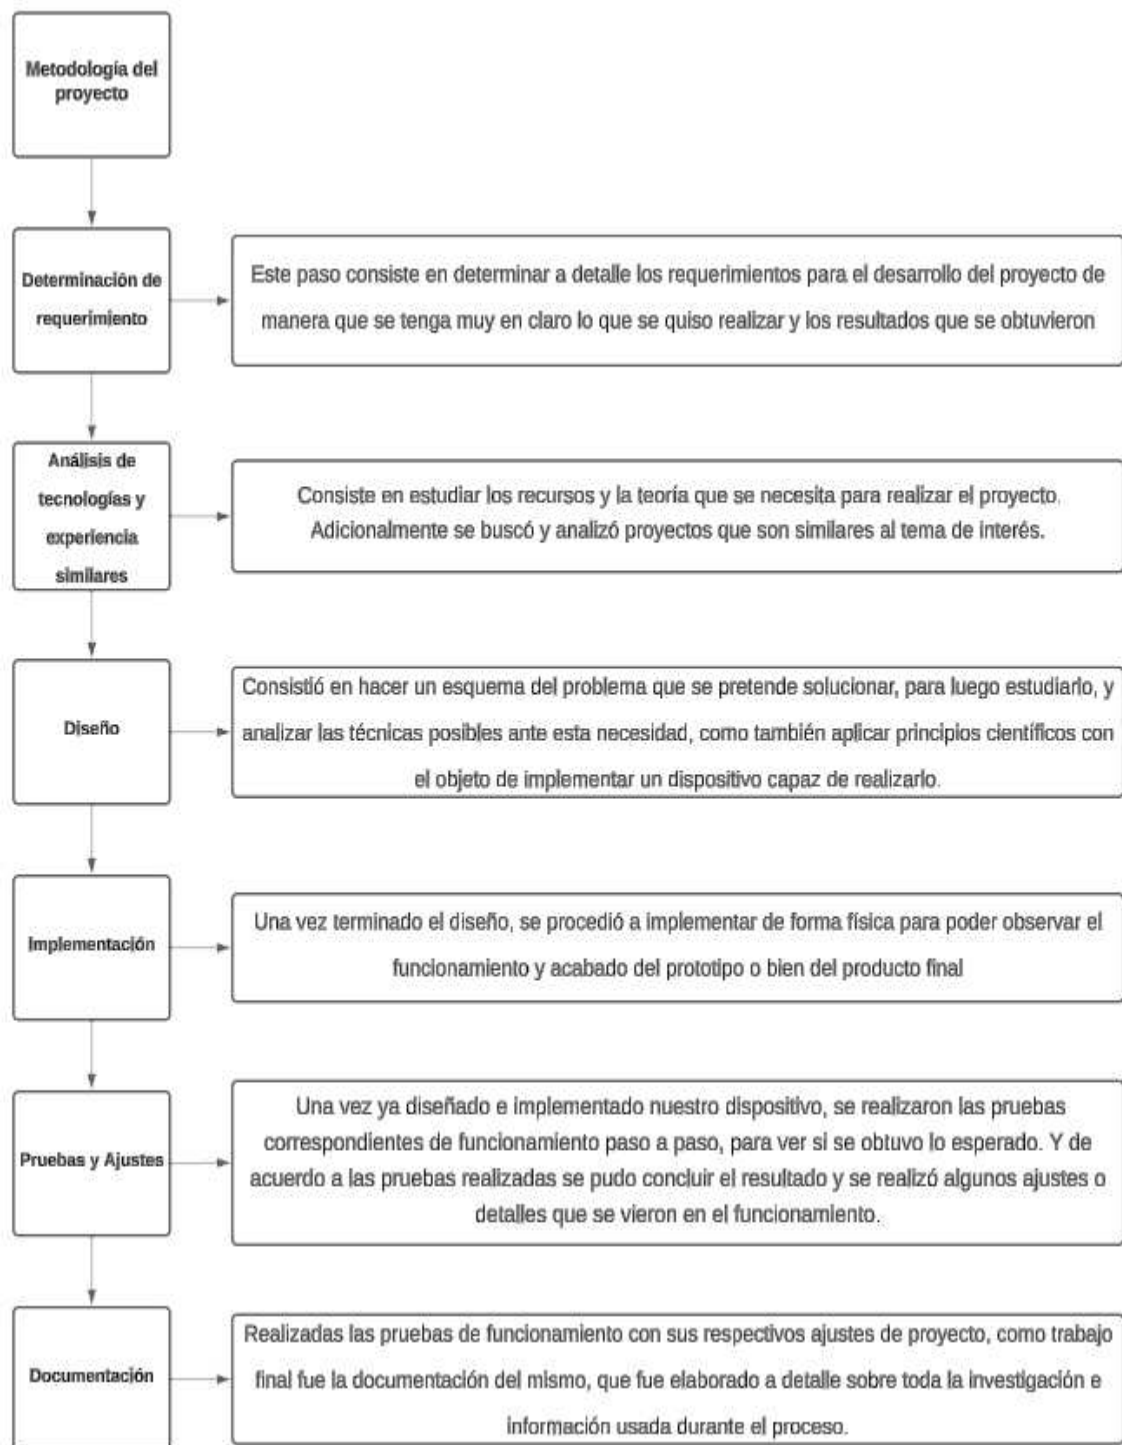 Metodología del
proyecto
Determinación de
requerimiento
Este paso consiste en determinar a detalle los requerimientos para el desarrollo del proyecto de
manera que se tenga muy en claro lo que se quiso realizar y los resultados que se obtuvieron
Análisis de
tecnologías y
experiencia
similares
Consiste en estudiar los recursos y la teoría que se necesita para realizar el proyecto.
Adicionalmente se buscó y analizó proyectos que son similares al tema de interés.
Diseño
Consistió en hacer un esquema del problema que se pretende solucionar, para luego estudiarlo, y
analizar las técnicas posibles ante esta necesidad, como también aplicar principios científicos con
el objeto de implementar un dispositivo capaz de realizarlo.
Implementación
Una vez terminado el diseño, se procedió a implementar de forma física para poder observar el
funcionamiento y acabado del prototipo o bien del producto final
Pruebas y Ajustes
Una vez ya diseñado e implementado nuestro dispositivo, se realizaron las pruebas
correspondientes de funcionamiento paso a paso, para ver si se obtuvo lo esperado. Y de
acuerdo a las pruebas realizadas se pudo concluir el resultado y se realizó algunos ajustes o
detalles que se vieron en el funcionamiento.
Documentación
Realizadas las pruebas de funcionamiento con sus respectivos ajustes de proyecto, como trabajo
final fue la documentación del mismo, que fue elaborado a detalle sobre toda la investigación e
información usada durante el proceso.